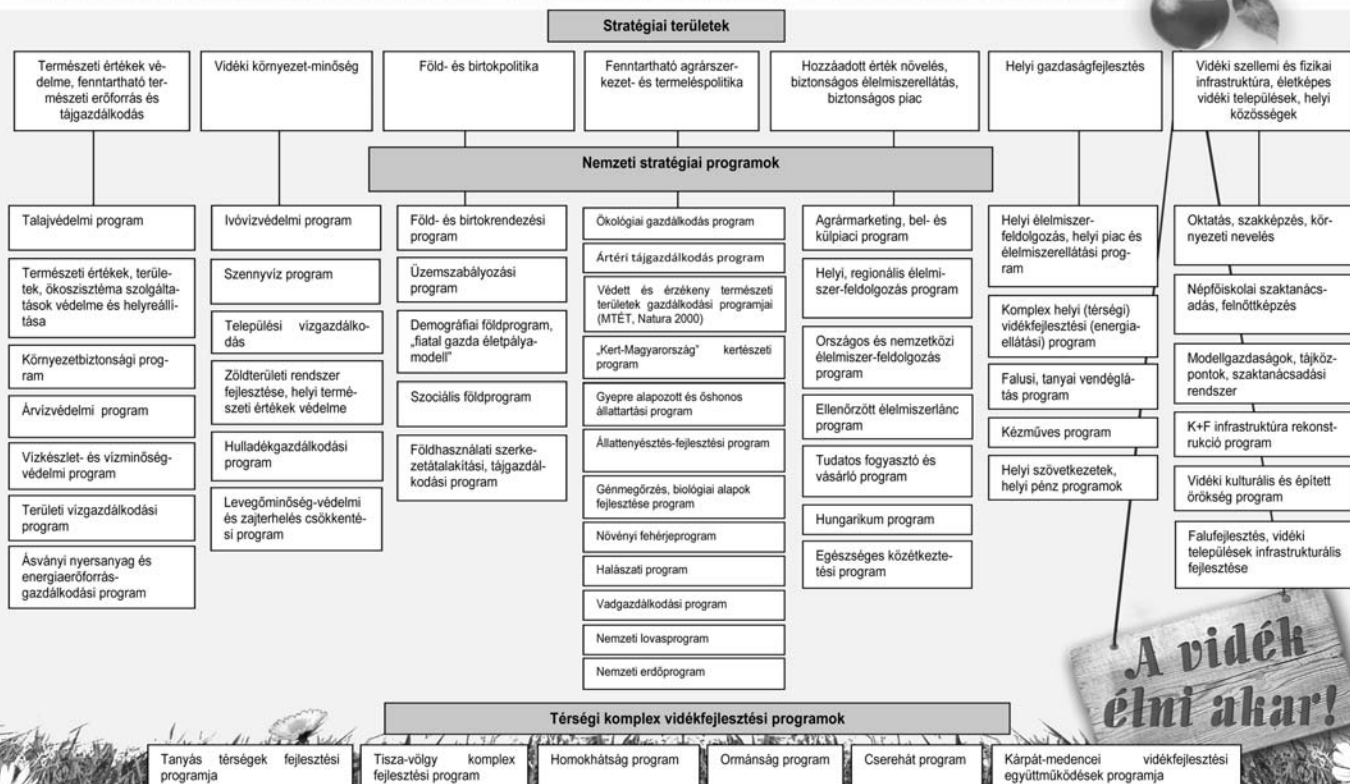 Stratégiai területek
Természeti értékek vé-
delme, fenntartható ter-
mészeti erőforrás és
tájgazdálkodás
Vidéki környezet-minőség
Föld- és birtokpolitika
Fenntartható agrárszer-
kezet- és termeléspolitika
Hozzáadott érték növelés,
biztonságos élelmiszerellátás,
biztonságos piac
Helyi gazdaságfejlesztés
Vidéki szellemi és fizikai
infrastruktúra, életképes
vidéki települések, helyi
közösségek
Nemzeti stratégiai programok
Talajvédelmi program
Természeti értékek, terüle-
tek, ökoszisztéma szolgálta-
tások védelme és helyreállí-
tása
Környezetbiztonsági prog-
ram
Árvízvédelmi program
Vízkészlet- és vízminőség-
védelmi program
Területi vízgazdálkodási
program
Ásványi nyersanyag és
energiaerőforrás-
gazdálkodási program
Ivóvízvédelmi program
Szennyvíz program
Települési vízgazdálko-
dás
Zöldterületi rendszer
fejlesztése, helyi termé-
szeti értékek védelme
Hulladékgazdálkodási
program
Levegőminőség-védelmi
és zajterhelés csökkenté-
si program
Föld- és birtokrendezési
program
Üzemszabályozási
program
Demográfiai földprogram,
„fiatal gazda életpálya-
modell”
Szociális földprogram
Földhasználati szerke-
zetátalakítási, tájgazdál-
kodási program
Ökológiai gazdálkodás program
Ártéri tájgazdálkodás program
Védett és érzékeny természeti
területek gazdálkodási programjai
(MTÉT, Natura 2000)
„Kert-Magyarország” kertészeti
program
Gyepre alapozott és őshonos
állattartási program
Állattenyésztés-fejlesztési program
Génmegőrzés, biológiai alapok
fejlesztése program
Növényi fehérjeprogram
Halászati program
Vadgazdálkodási program
Nemzeti lovasprogram
Nemzeti erdőprogram
Agrármarketing, bel- és
külpiaci program
Helyi, regionális élelmi-
szer-feldolgozás program
Országos és nemzetközi
élelmiszer-feldolgozás
program
Ellenőrzött élelmiszerlánc
program
Tudatos fogyasztó és
vásárló program
Hungarikum program
Egészséges közétkezte-
tési program
Helyi élelmiszer-
feldolgozás, helyi piac és
élelmiszerellátási prog-
ram
Komplex helyi (térségi)
vidékfejlesztési (energia-
ellátási) program
Falusi, tanyai vendéglá-
tás program
Kézműves program
Helyi szövetkezetek,
helyi pénz programok
Oktatás, szakképzés, kör-
nyezeti nevelés
Népfőiskolai szaktanács-
adás, felnőttképzés
Modellgazdaságok, tájköz-
pontok, szaktanácsadási
rendszer
K+F infrastruktúra rekonst-
rukció program
Vidéki kulturális és épített
örökség program
Falufejlesztés, vidéki
települések infrastrukturális
fejlesztése
A vidék
élni akar!
Térségi komplex vidékfejlesztési programok
Tanyás térségek fejlesztési
programja
Tisza-völgy komplex
fejlesztési program
Homokhátság program
Ormánság program
Cserehát program
Kárpát-medencei vidékfejlesztési
együttműködések programja